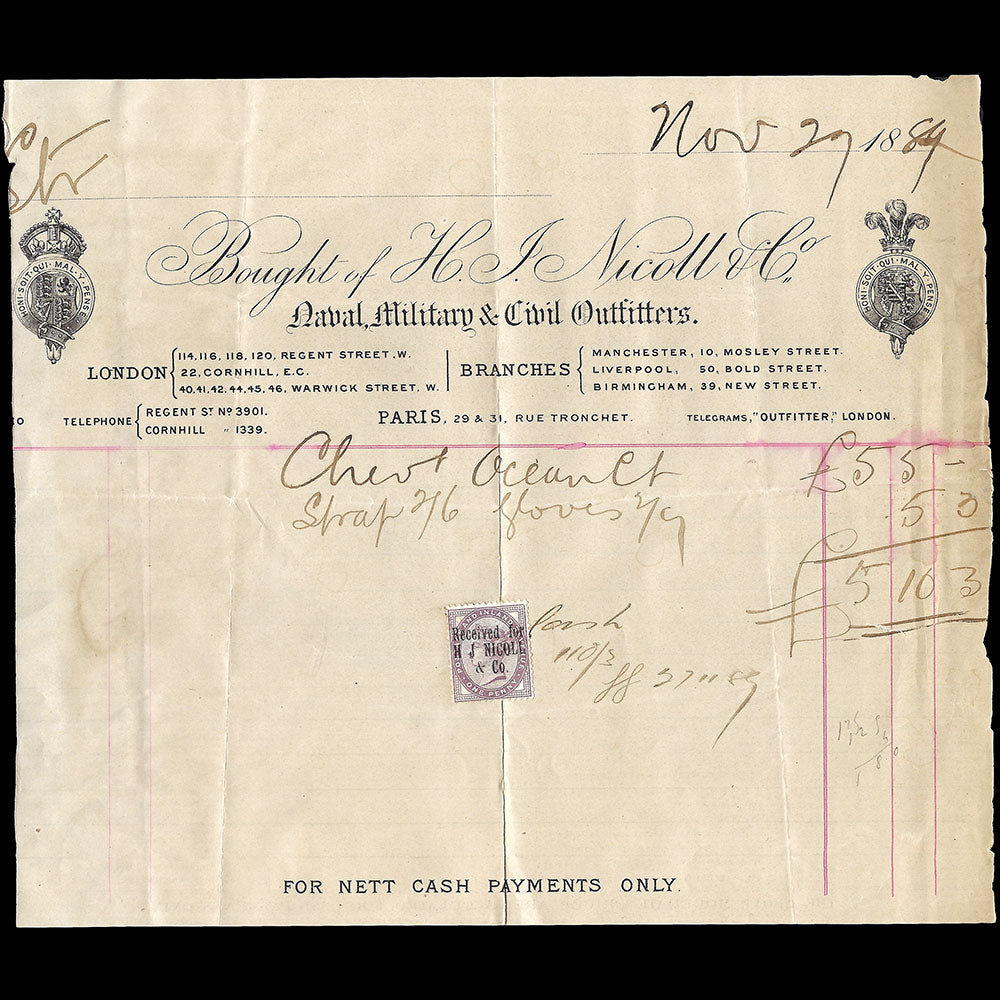 Nov 29 1889
Str
HONI·SOIT·QUI·MAL·Y·PENSE
HONI·SOIT·QUI·MAL·Y·PENSE
Bought of H. J. Nicoll & Co.,
Naval, Military & Civil Outfitters.
LONDON { 114, 116, 118, 120, REGENT STREET, W.
22, CORNHILL, E.C.
40, 41, 42, 44, 45, 46, WARWICK STREET, W.
BRANCHES { MANCHESTER, 10, MOSLEY STREET.
LIVERPOOL, 50, BOLD STREET.
BIRMINGHAM, 39, NEW STREET.
TELEPHONE { REGENT ST No 3901.
CORNHILL " 1339.
PARIS, 29 & 31, RUE TRONCHET.
TELEGRAMS, "OUTFITTER," LONDON.
Chevt Ocean Ct £5 5 -
Strap 2/6 Gloves 2/9 5 3
£5 10 3
Received for
H J NICOLL
& Co.
ONE PENNY
Cash
110/3
FOR NETT CASH PAYMENTS ONLY.